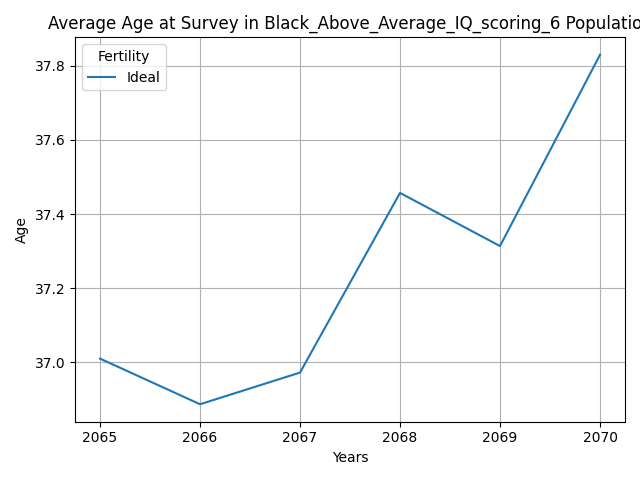 Average Age at Survey in Black_Above_Average_IQ_scoring_6 Populatio
Fertility
Ideal
Age
37.8
37.6
37.4
37.2
37.0
2065 2066 2067 2068 2069 2070
Years